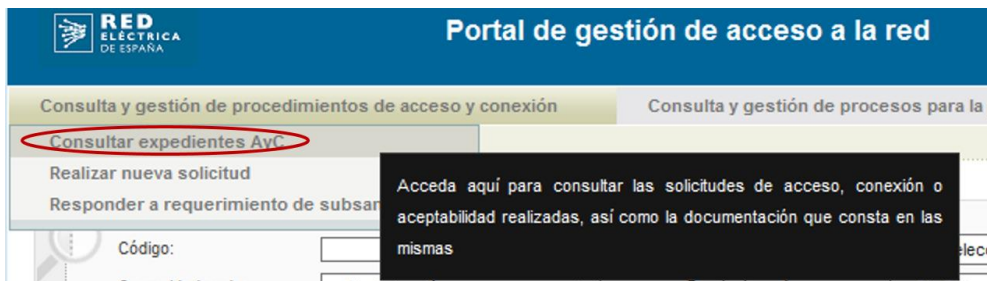 RED
ELÉCTRICA
DE ESPAÑA
Portal de gestión de acceso a la red
Consulta y gestión de procedimientos de acceso y conexión
Consulta y gestión de procesos para la
Consultar expedientes AyC
Realizar nueva solicitud
Responder a requerimiento de subsan
Acceda aquí para consultar las solicitudes de acceso, conexión o
aceptabilidad realizadas, así como la documentación que consta en las
mismas
Código: